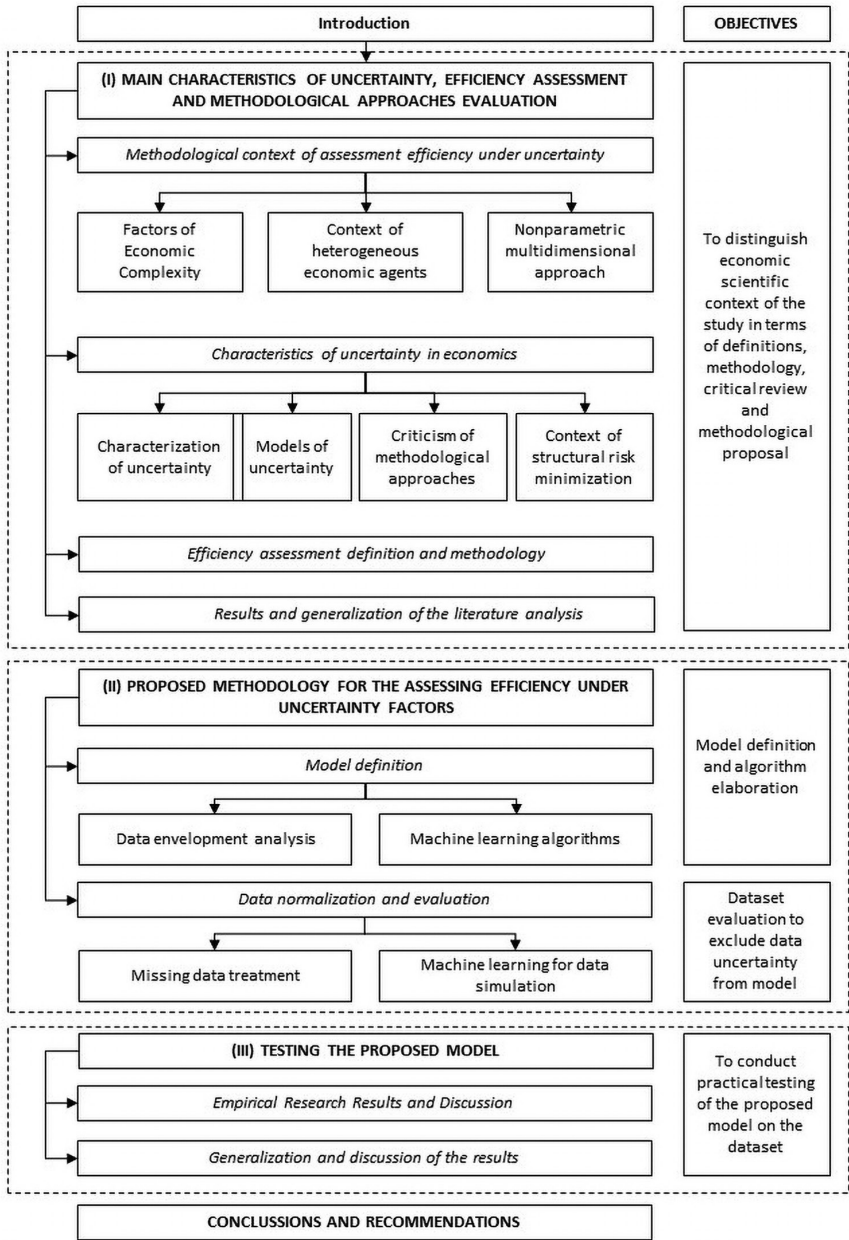 Introduction
OBJECTIVES
(I) MAIN CHARACTERISTICS OF UNCERTAINTY, EFFICIENCY ASSESSMENT
AND METHODOLOGICAL APPROACHES EVALUATION
Methodological context of assessment efficiency under uncertainty
Factors of
Economic
Complexity
Context of
heterogeneous
economic agents
Nonparametric
multidimensional
approach
Characteristics of uncertainty in economics
Characterization
of uncertainty
Models of
uncertainty
Criticism of
methodological
approaches
Context of
structural risk
minimization
Efficiency assessment definition and methodology
Results and generalization of the literature analysis
To distinguish
economic
scientific
context of the
study in terms
of definitions,
methodology,
critical review
and
methodological
proposal
(II) PROPOSED METHODOLOGY FOR THE ASSESSING EFFICIENCY UNDER
UNCERTAINTY FACTORS
Model definition
Data envelopment analysis
Machine learning algorithms
Model definition
and algorithm
elaboration
Data normalization and evaluation
Missing data treatment
Machine learning for data
simulation
Dataset
evaluation to
exclude data
uncertainty
from model
(III) TESTING THE PROPOSED MODEL
Empirical Research Results and Discussion
Generalization and discussion of the results
To conduct
practical testing
of the proposed
model on the
dataset
CONCLUSSIONS AND RECOMMENDATIONS